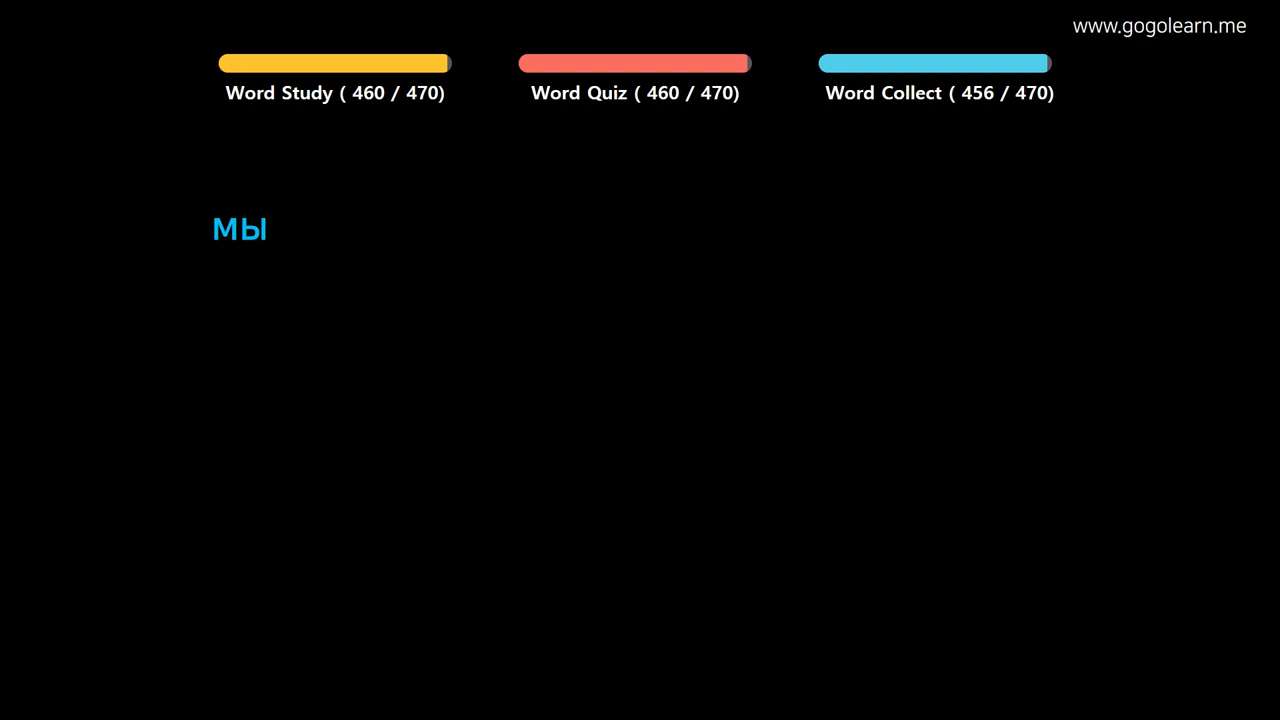 www.gogolearn.me
Word Study ( 460 / 470)
Word Quiz ( 460 / 470)
Word Collect ( 456 / 470)
мы